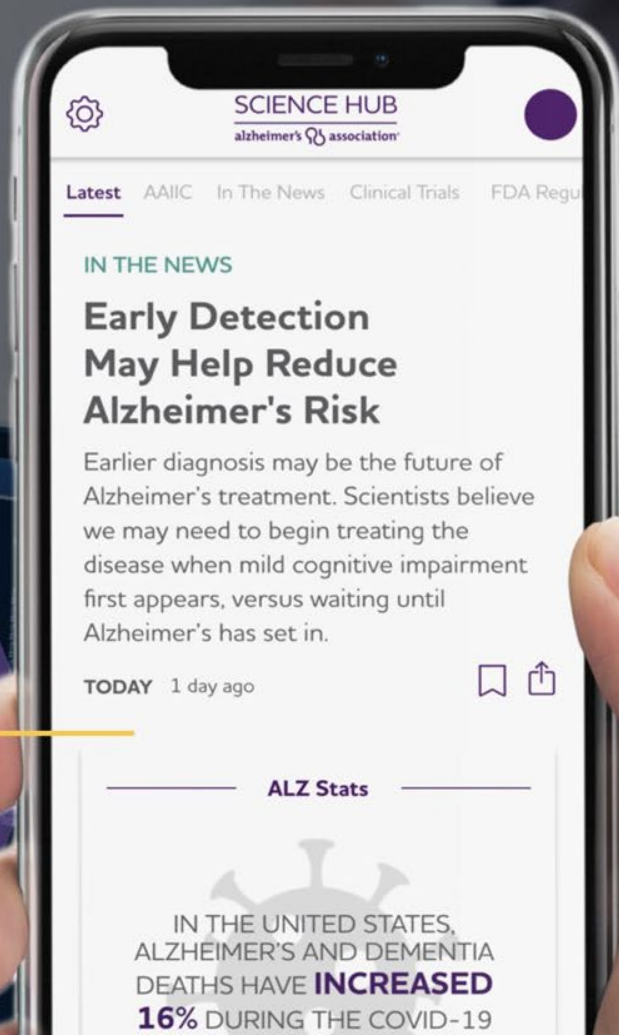 SCIENCE HUB
alzheimer's association
Latest AAIIC In The News Clinical Trials FDA Regu
IN THE NEWS
Early Detection
May Help Reduce
Alzheimer's Risk
Earlier diagnosis may be the future of
Alzheimer's treatment. Scientists believe
we may need to begin treating the
disease when mild cognitive impairment
first appears, versus waiting until
Alzheimer's has set in.
TODAY 1 day ago
ALZ Stats
IN THE UNITED STATES,
ALZHEIMER'S AND DEMENTIA
DEATHS HAVE INCREASED
16% DURING THE COVID-19